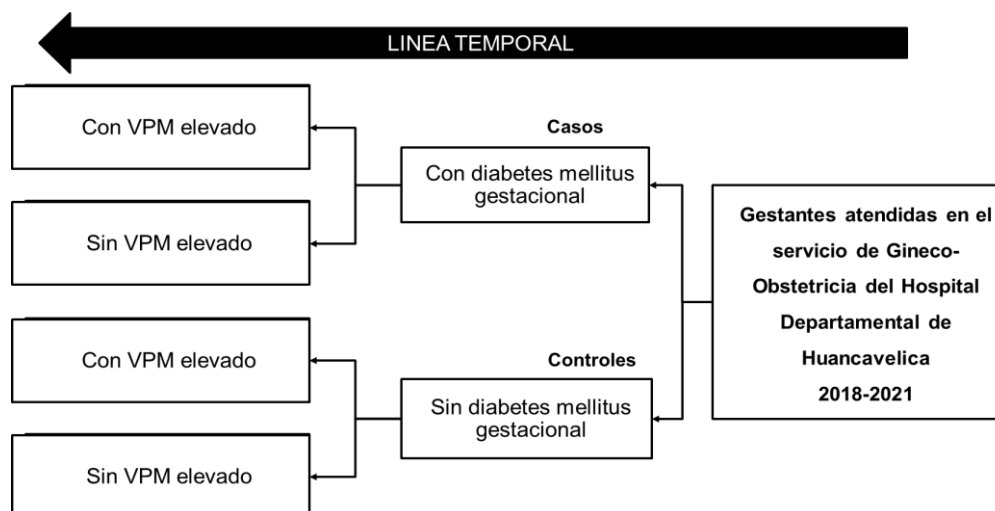 LINEA TEMPORAL
Con VPM elevado
Sin VPM elevado
Casos
Con diabetes mellitus
gestacional
Con VPM elevado
Sin VPM elevado
Controles
Sin diabetes mellitus
gestacional
Gestantes atendidas en el
servicio de Gineco-
Obstetricia del Hospital
Departamental de
Huancavelica
2018-2021